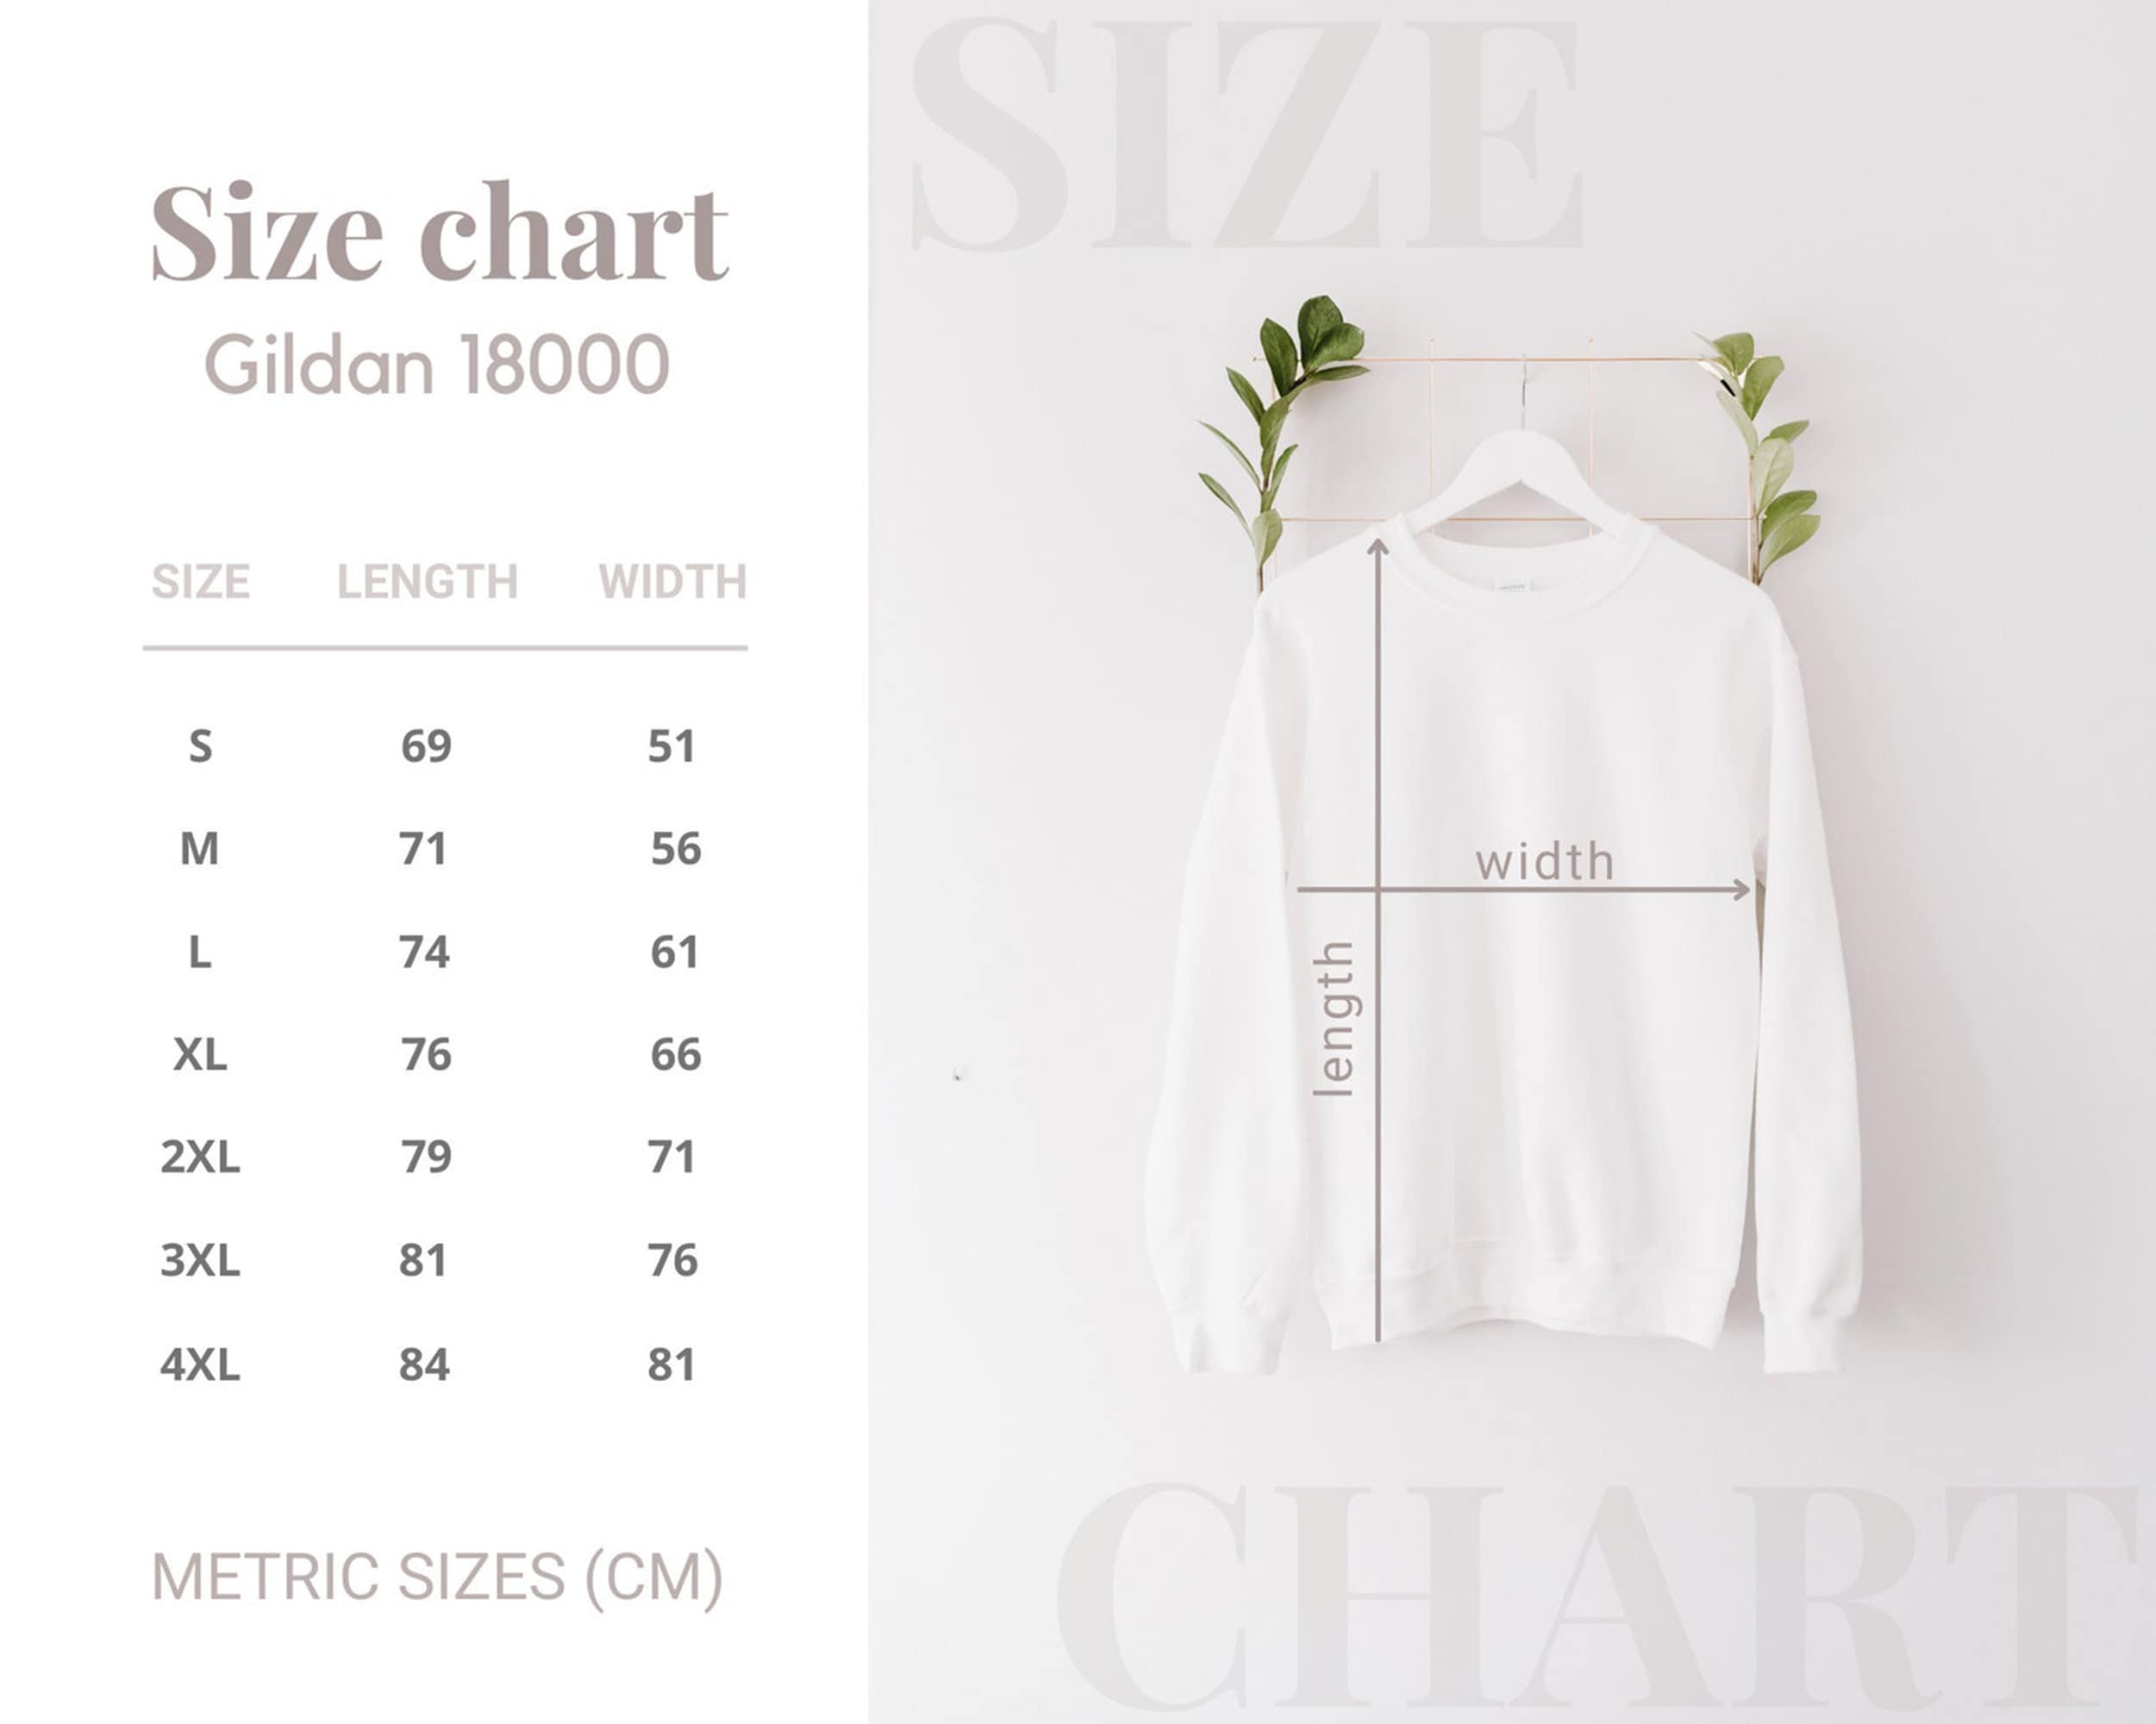 Size chart
Gildan 18000
SIZE LENGTH WIDTH
S 69 51
M 71 56
L 74 61
XL 76 66
2XL 79 71
3XL 81 76
4XL 84 81
METRIC SIZES (CM)
SIZE
width
length
CHART